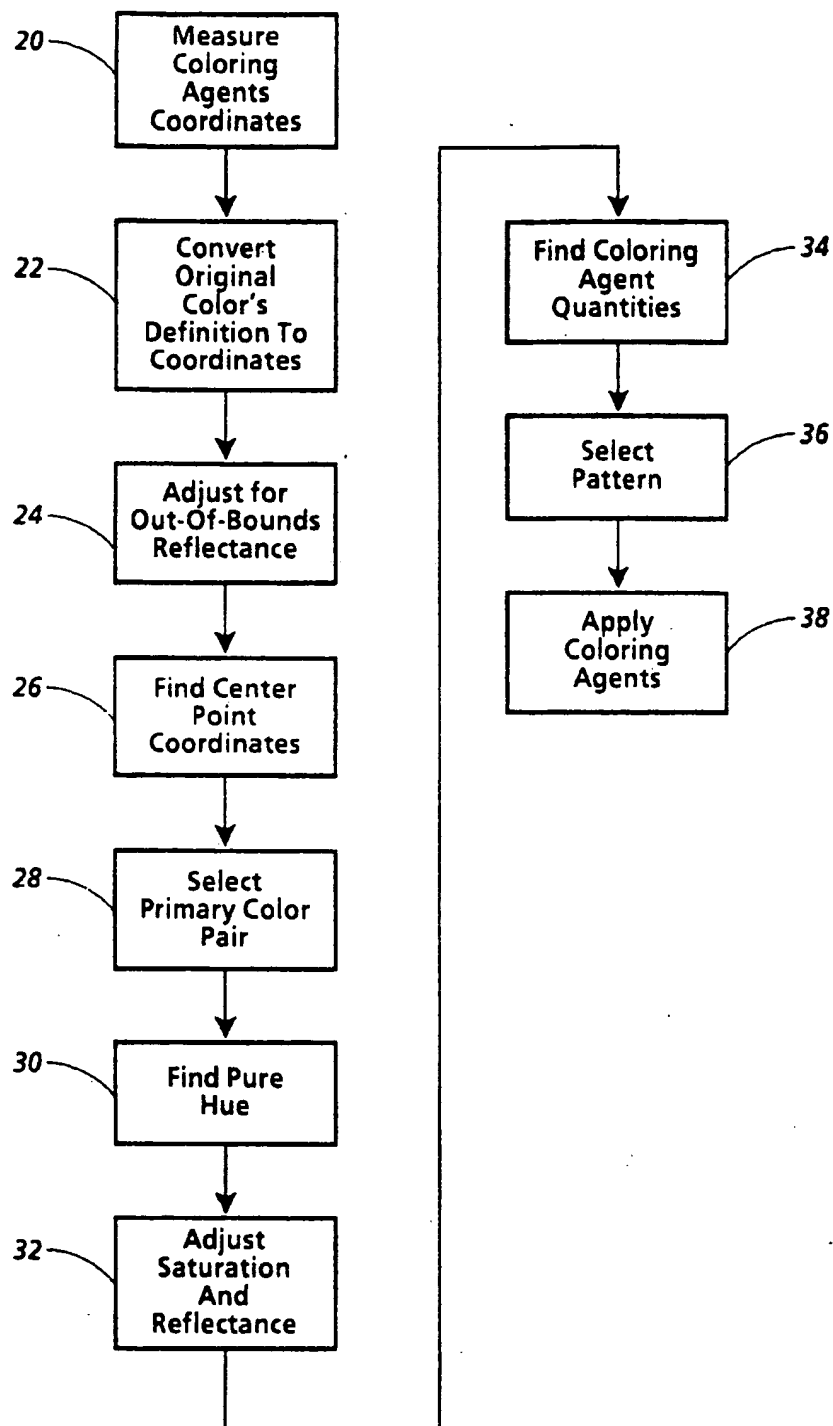 20
Measure
Coloring
Agents
Coordinates
22
Convert
Original
Color's
Definition To
Coordinates
24
Adjust for
Out-Of-Bounds
Reflectance
26
Find Center
Point
Coordinates
28
Select
Primary Color
Pair
30
Find Pure
Hue
32
Adjust
Saturation
And
Reflectance
34
Find Coloring
Agent
Quantities
36
Select
Pattern
38
Apply
Coloring
Agents